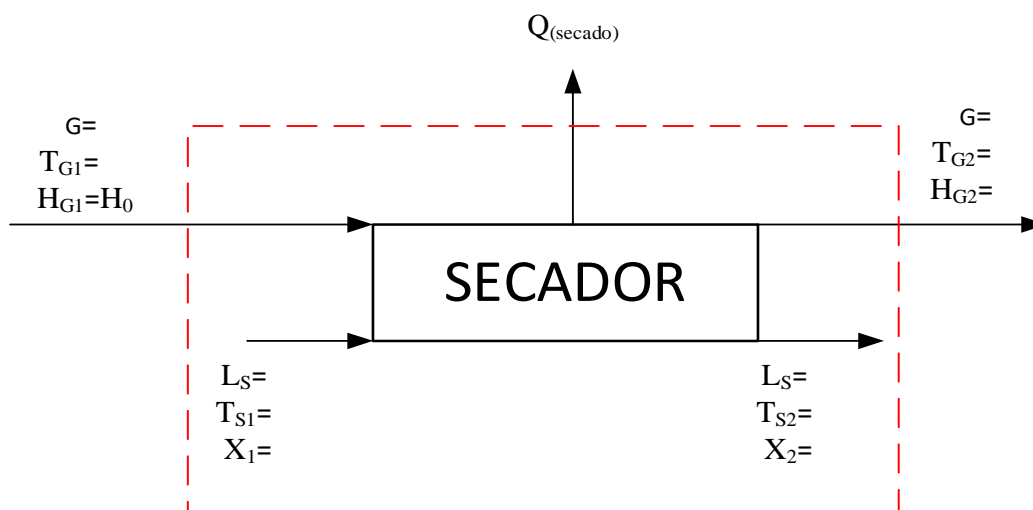 Q(secado)
G=
TG1=
HG1=H0
G=
TG2=
HG2=
SECADOR
LS=
TS1=
X1=
LS=
TS2=
X2=